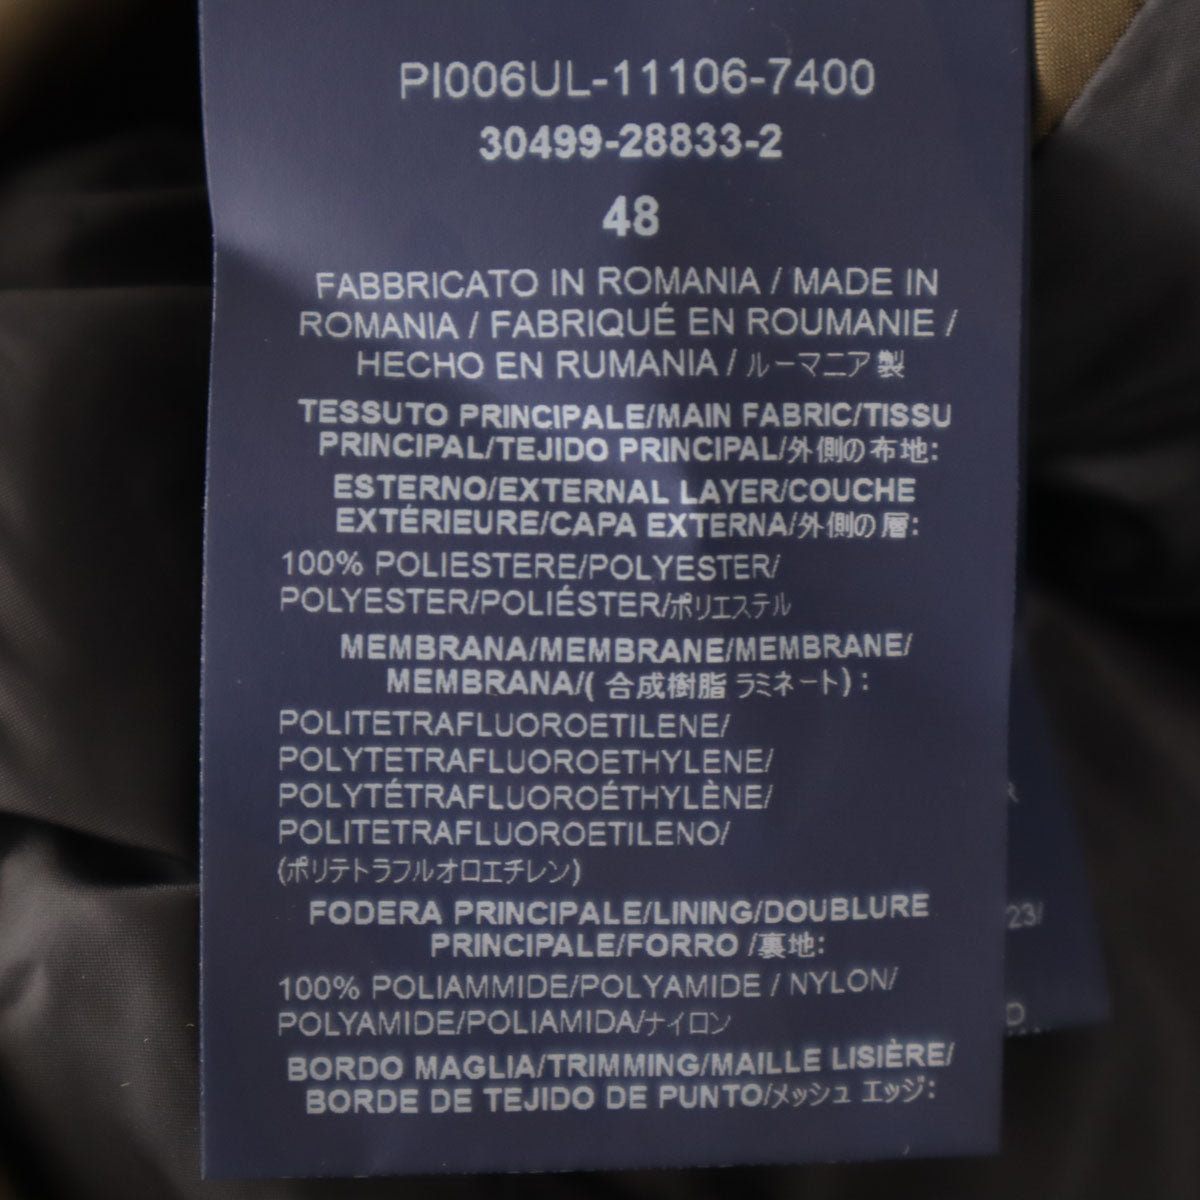 PI006UL-11106-7400
30499-28833-2
48
FABBRICATO IN ROMANIA / MADE IN
ROMANIA / FABRIQUÉ EN ROUMANIE /
HECHO EN RUMANIA / ルーマニア製
TESSUTO PRINCIPALE/MAIN FABRIC/TISSU
PRINCIPAL/TEJIDO PRINCIPAL/外側の布地:
ESTERNO/EXTERNAL LAYER/COUCHE
EXTÉRIEURE/CAPA EXTERNA/外側の層:
100% POLIESTERE/POLYESTER/
POLYESTER/POLIÉSTER/ポリエステル
MEMBRANA/MEMBRANE/MEMBRANE/
MEMBRANA/( 合成樹脂 ラミネート) :
POLITETRAFLUOROETILENE/
POLYTETRAFLUOROETHYLENE/
POLYTÉTRAFLUOROÉTHYLÈNE/
POLITETRAFLUOROETILENO/
(ポリテトラフルオロエチレン)
FODERA PRINCIPALE/LINING/DOUBLURE
PRINCIPALE/FORRO /裏地:
100% POLIAMMIDE/POLYAMIDE / NYLON/
POLYAMIDE/POLIAMIDA/ナイロン
BORDO MAGLIA/TRIMMING/MAILLE LISIÈRE/
BORDE DE TEJIDO DE PUNTO/メッシュ エッジ:
23/